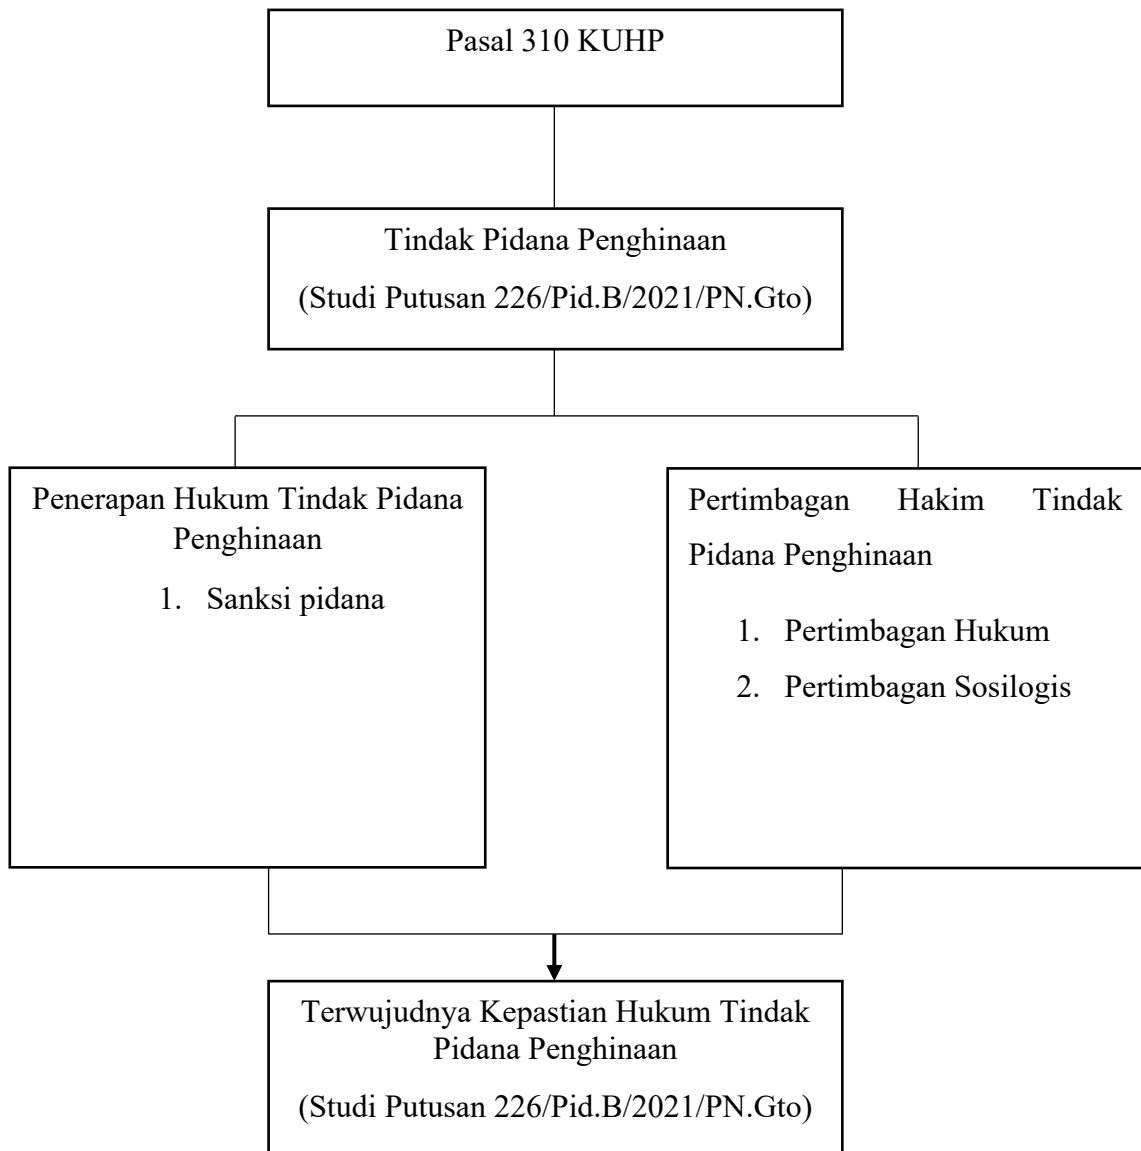 Pasal 310 KUHP
Tindak Pidana Penghinaan
(Studi Putusan 226/Pid.B/2021/PN.Gto)
Penerapan Hukum Tindak Pidana
Penghinaan
1. Sanksi pidana
Pertimbagan Hakim Tindak
Pidana Penghinaan
1. Pertimbagan Hukum
2. Pertimbagan Sosilogis
Terwujudnya Kepastian Hukum Tindak
Pidana Penghinaan
(Studi Putusan 226/Pid.B/2021/PN.Gto)